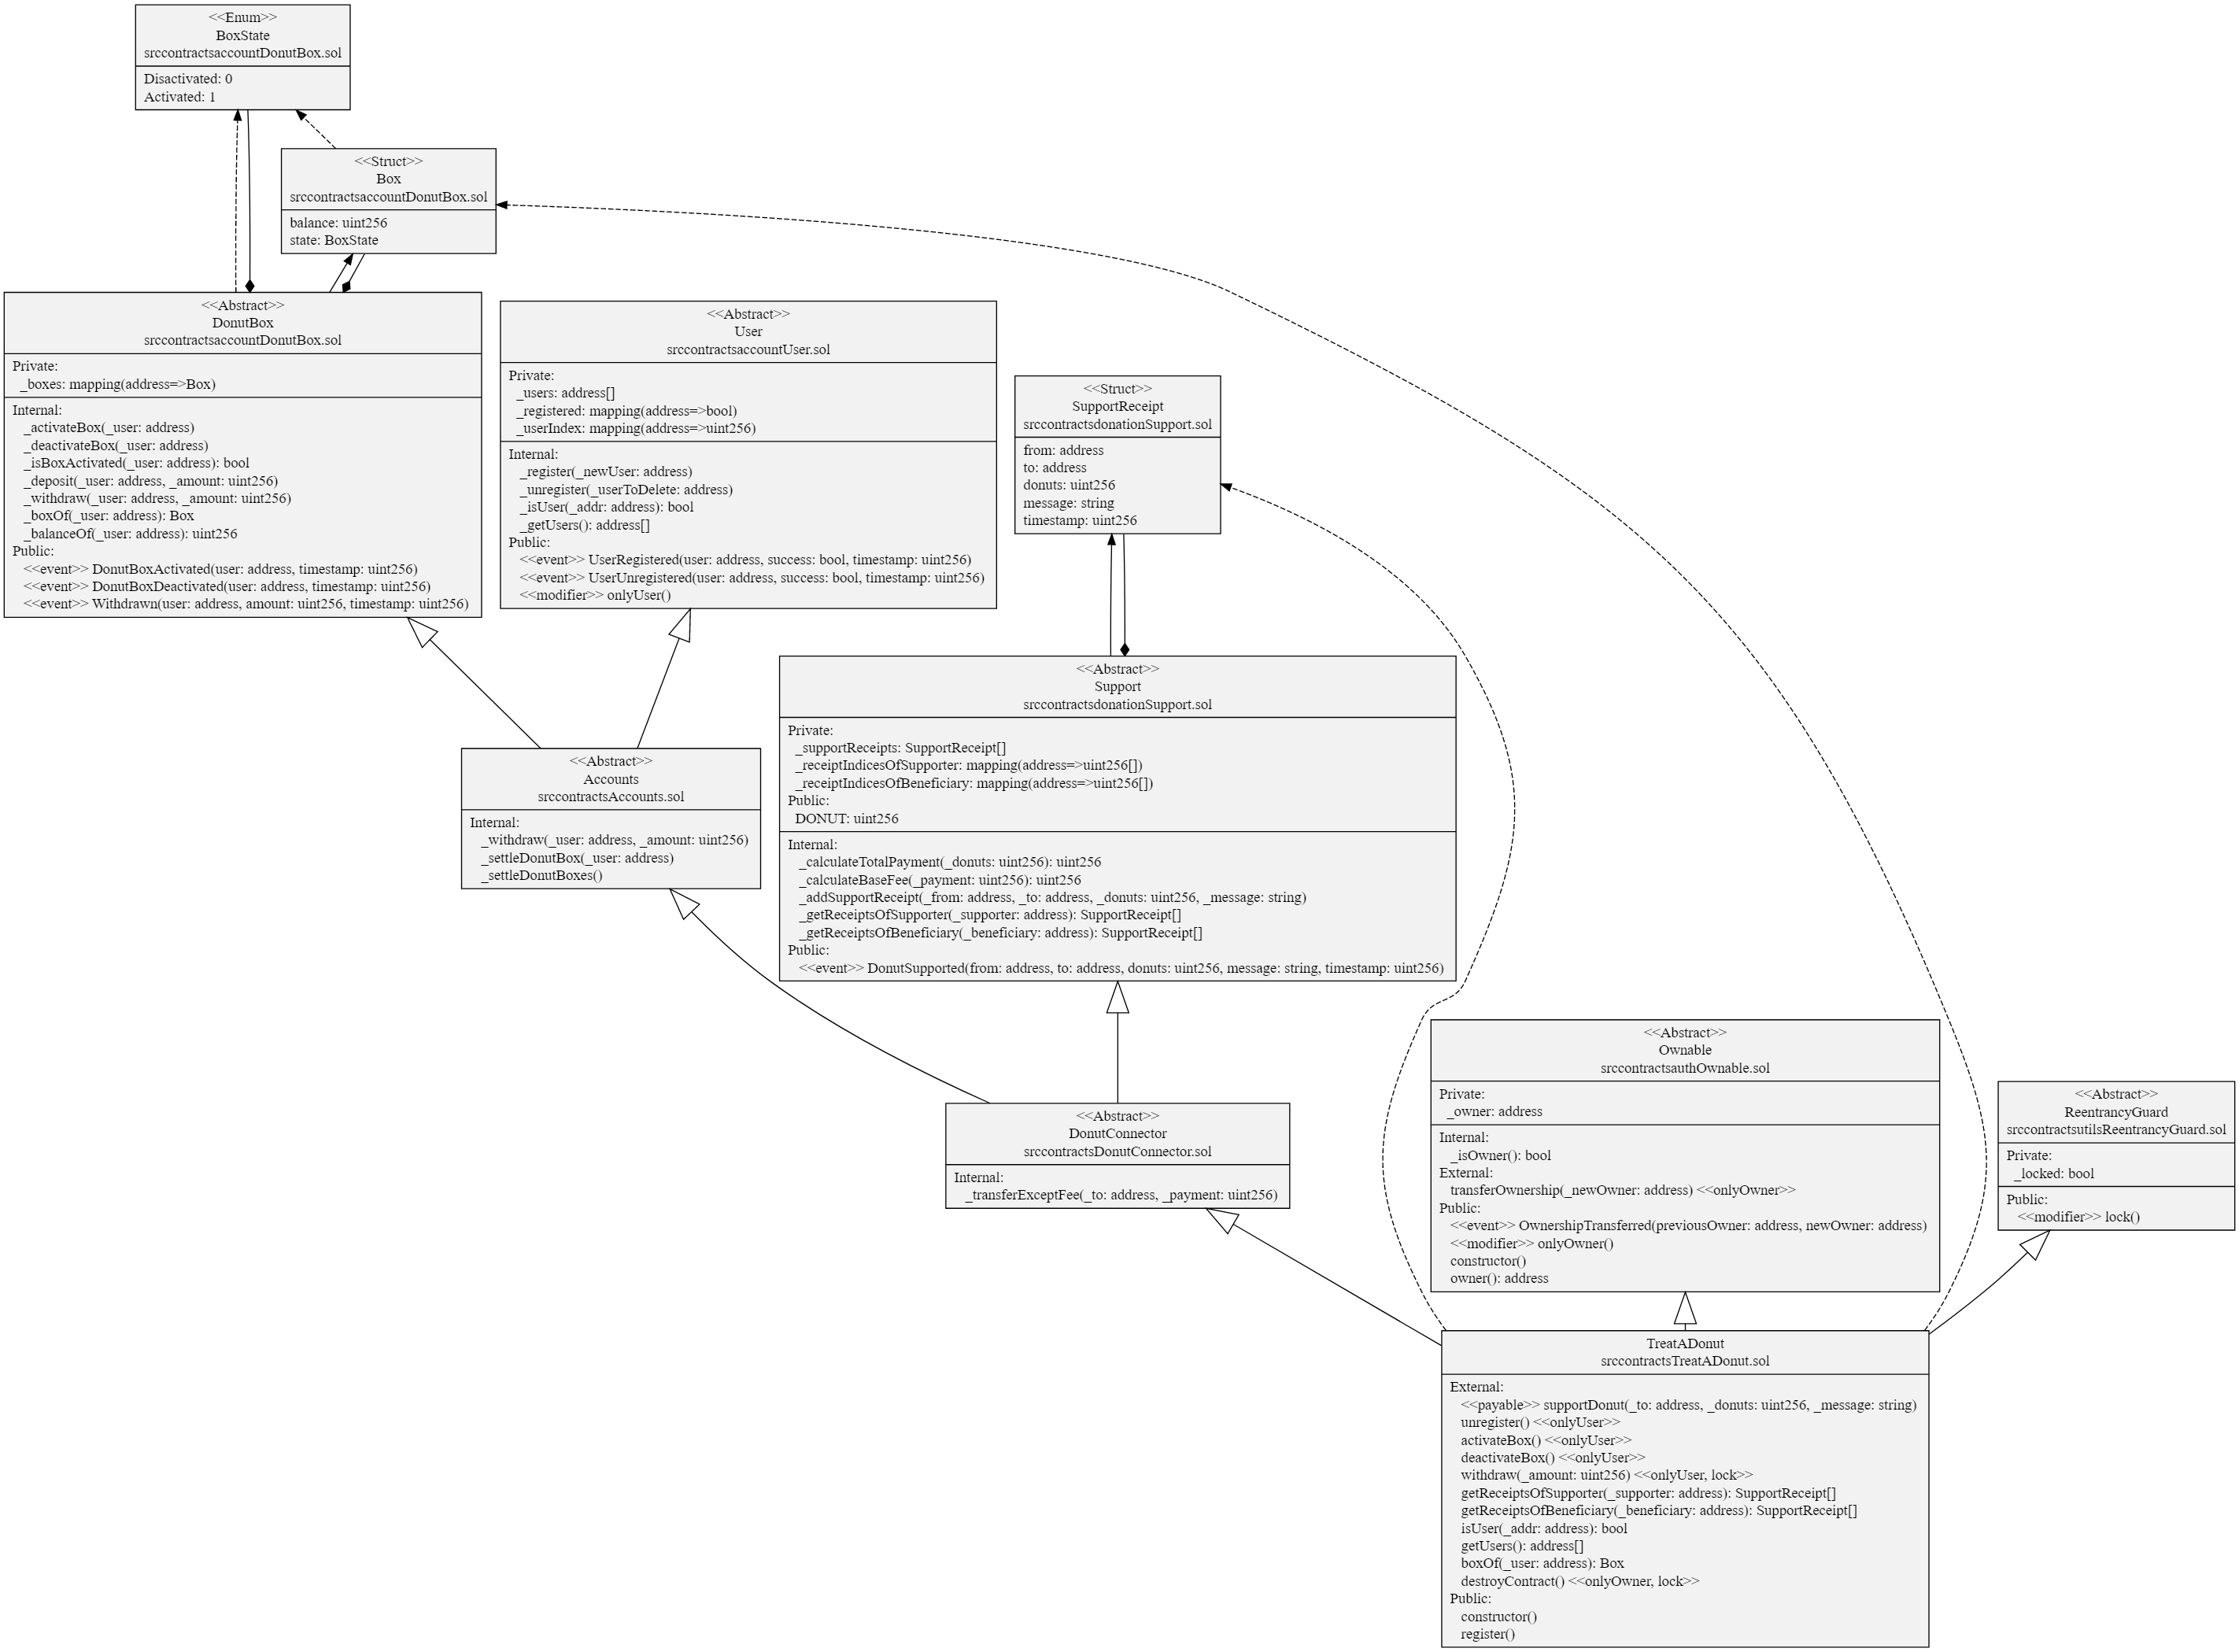 <<Enum>>
BoxState
srccontractsaccountDonutBox.sol
Disactivated: 0
Activated: 1
<<Struct>>
Box
srccontractsaccountDonutBox.sol
balance: uint256
state: BoxState
<<Abstract>>
DonutBox
srccontractsaccountDonutBox.sol
Private:
_boxes: mapping(address=>Box)
Internal:
_activateBox(_user: address)
_deactivateBox(_user: address)
_isBoxActivated(_user: address): bool
_deposit(_user: address, _amount: uint256)
_withdraw(_user: address, _amount: uint256)
_boxOf(_user: address): Box
_balanceOf(_user: address): uint256
Public:
<<event>> DonutBoxActivated(user: address, timestamp: uint256)
<<event>> DonutBoxDeactivated(user: address, timestamp: uint256)
<<event>> Withdrawn(user: address, amount: uint256, timestamp: uint256)
<<Abstract>>
User
srccontractsaccountUser.sol
Private:
_users: address[]
_registered: mapping(address=>bool)
_userIndex: mapping(address=>uint256)
Internal:
_register(_newUser: address)
_unregister(_userToDelete: address)
_isUser(_addr: address): bool
_getUsers(): address[]
Public:
<<event>> UserRegistered(user: address, success: bool, timestamp: uint256)
<<event>> UserUnregistered(user: address, success: bool, timestamp: uint256)
<<modifier>> onlyUser()
<<Struct>>
SupportReceipt
srccontractsdonationSupport.sol
from: address
to: address
donuts: uint256
message: string
timestamp: uint256
<<Abstract>>
Support
srccontractsdonationSupport.sol
Private:
_supportReceipts: SupportReceipt[]
_receiptIndicesOfSupporter: mapping(address=>uint256[])
_receiptIndicesOfBeneficiary: mapping(address=>uint256[])
Public:
DONUT: uint256
Internal:
_calculateTotalPayment(_donuts: uint256): uint256
_calculateBaseFee(_payment: uint256): uint256
_addSupportReceipt(_from: address, _to: address, _donuts: uint256, _message: string)
_getReceiptsOfSupporter(_supporter: address): SupportReceipt[]
_getReceiptsOfBeneficiary(_beneficiary: address): SupportReceipt[]
Public:
<<event>> DonutSupported(from: address, to: address, donuts: uint256, message: string, timestamp: uint256)
<<Abstract>>
Accounts
srccontractsAccounts.sol
Internal:
_withdraw(_user: address, _amount: uint256)
_settleDonutBox(_user: address)
_settleDonutBoxes()
<<Abstract>>
DonutConnector
srccontractsDonutConnector.sol
Internal:
_transferExceptFee(_to: address, _payment: uint256)
<<Abstract>>
Ownable
srccontractsauthOwnable.sol
Private:
_owner: address
Internal:
_isOwner(): bool
External:
transferOwnership(_newOwner: address) <<onlyOwner>>
Public:
<<event>> OwnershipTransferred(previousOwner: address, newOwner: address)
<<modifier>> onlyOwner()
constructor()
owner(): address
<<Abstract>>
ReentrancyGuard
srccontractsutilsReentrancyGuard.sol
Private:
_locked: bool
Public:
<<modifier>> lock()
TreatADonut
srccontractsTreatADonut.sol
External:
<<payable>> supportDonut(_to: address, _donuts: uint256, _message: string)
unregister() <<onlyUser>>
activateBox() <<onlyUser>>
deactivateBox() <<onlyUser>>
withdraw(_amount: uint256) <<onlyUser, lock>>
getReceiptsOfSupporter(_supporter: address): SupportReceipt[]
getReceiptsOfBeneficiary(_beneficiary: address): SupportReceipt[]
isUser(_addr: address): bool
getUsers(): address[]
boxOf(_user: address): Box
destroyContract() <<onlyOwner, lock>>
Public:
constructor()
register()